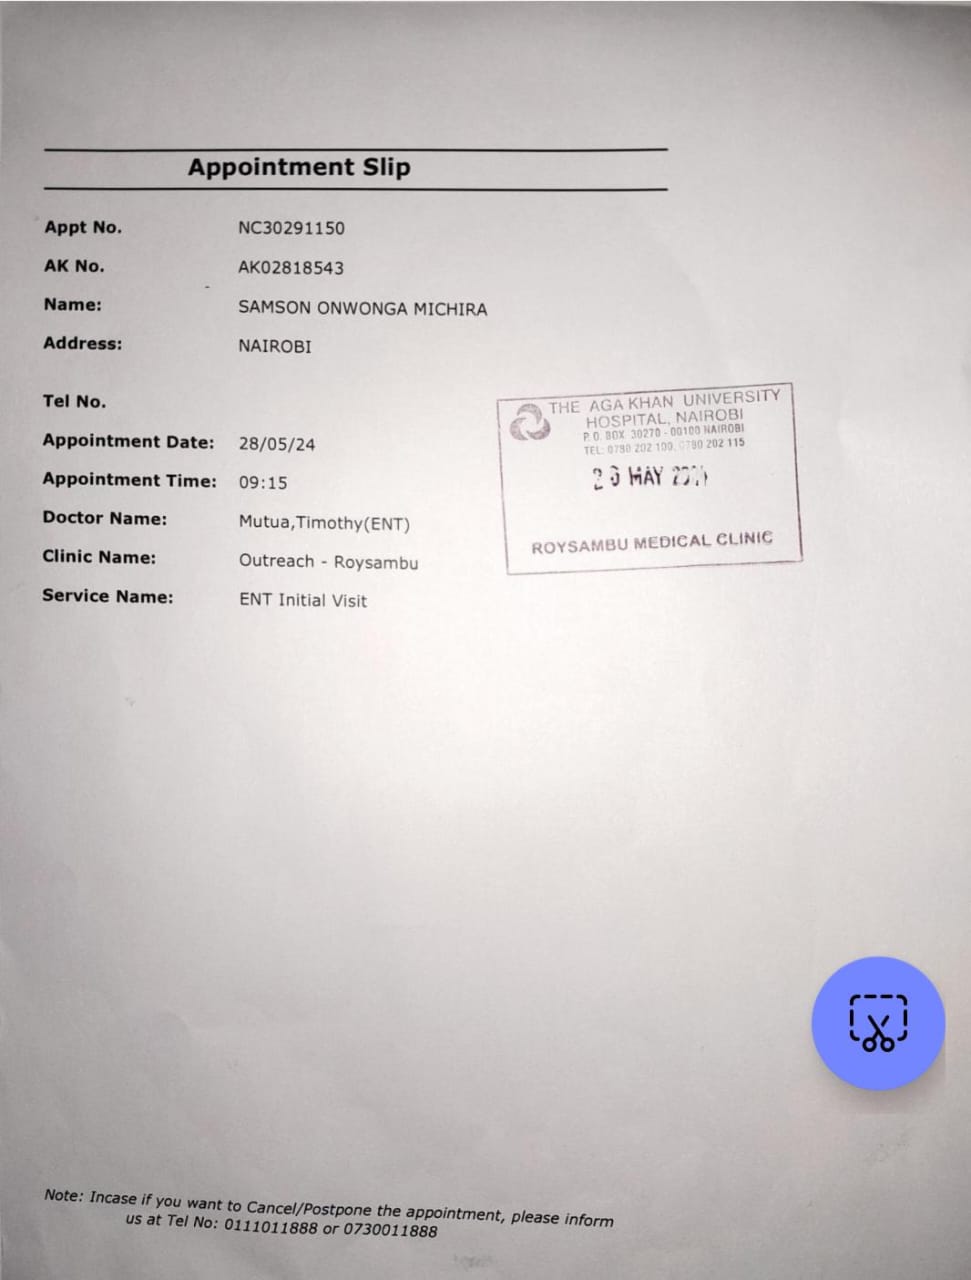 Appointment Slip
Appt No. NC30291150
AK No. AK02818543
Name: SAMSON ONWONGA MICHIRA
Address: NAIROBI
Tel No.
Appointment Date: 28/05/24
Appointment Time: 09:15
Doctor Name: Mutua,Timothy(ENT)
Clinic Name: Outreach - Roysambu
Service Name: ENT Initial Visit
THE AGA KHAN UNIVERSITY
HOSPITAL, NAIROBI
P.O. BOX 30270 - 00100 NAIROBI
TEL: 0780 202 100, 0780 202 115
MAY
ROYSAMBU MEDICAL CLINIC
Note: Incase if you want to Cancel/Postpone the appointment, please inform
us at Tel No: 0111011888 or 0730011888